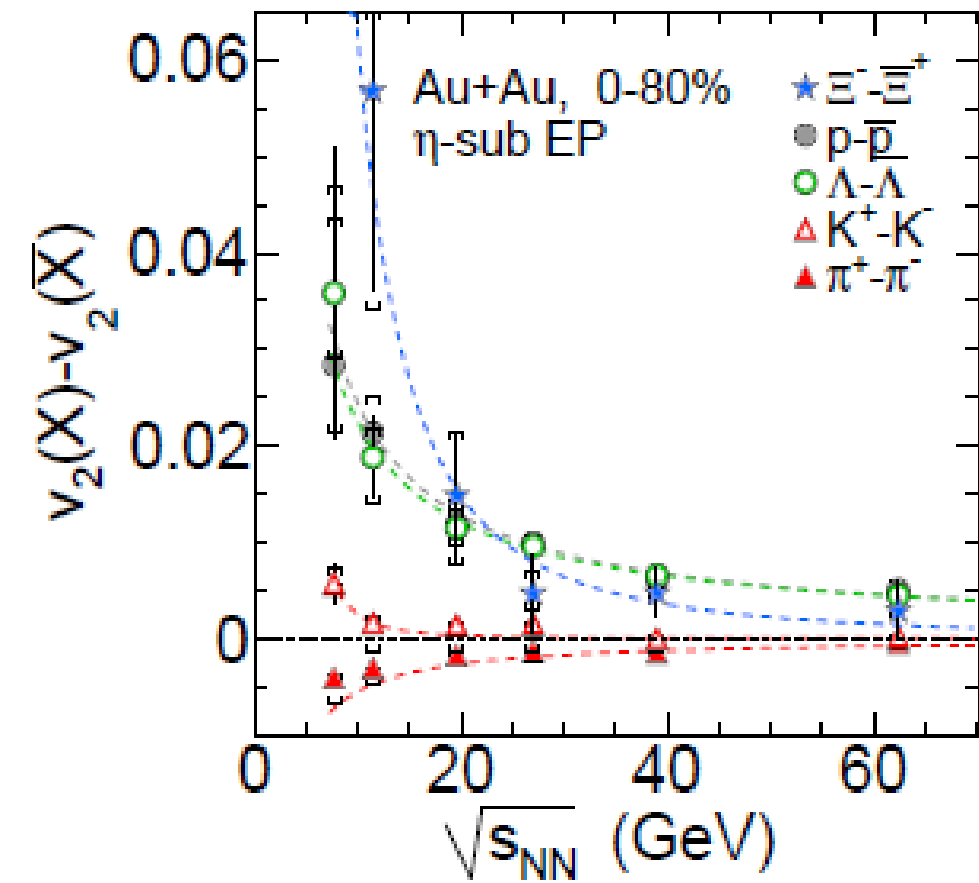 0.06
0.04
0.02
0
v₂(X)-v₂(X̅)
Au+Au, 0-80%
η-sub EP
Ξ⁻-Ξ̅⁺
p-p̅
Λ-Λ̅
K⁺-K⁻
π⁺-π⁻
0 20 40 60
√s_NN (GeV)